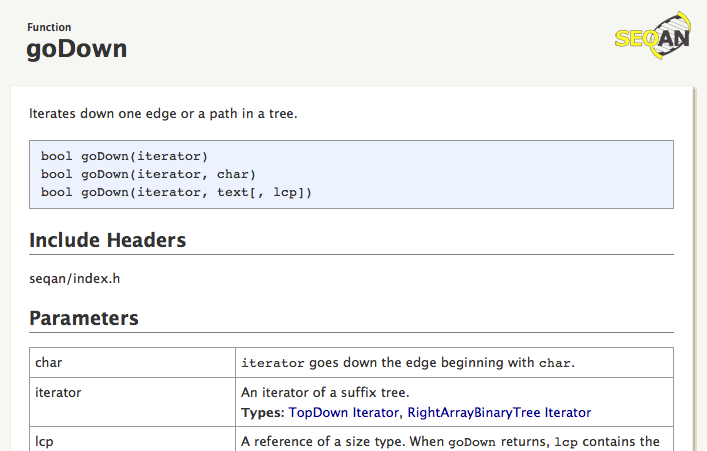 Function
goDown
SEQAN
Iterates down one edge or a path in a tree.
bool goDown(iterator)
bool goDown(iterator, char)
bool goDown(iterator, text[, lcp])
Include Headers
seqan/index.h
Parameters
char iterator goes down the edge beginning with char.
iterator An iterator of a suffix tree.
Types: TopDown Iterator, RightArrayBinaryTree Iterator
lcp A reference of a size type. When goDown returns, lcp contains the